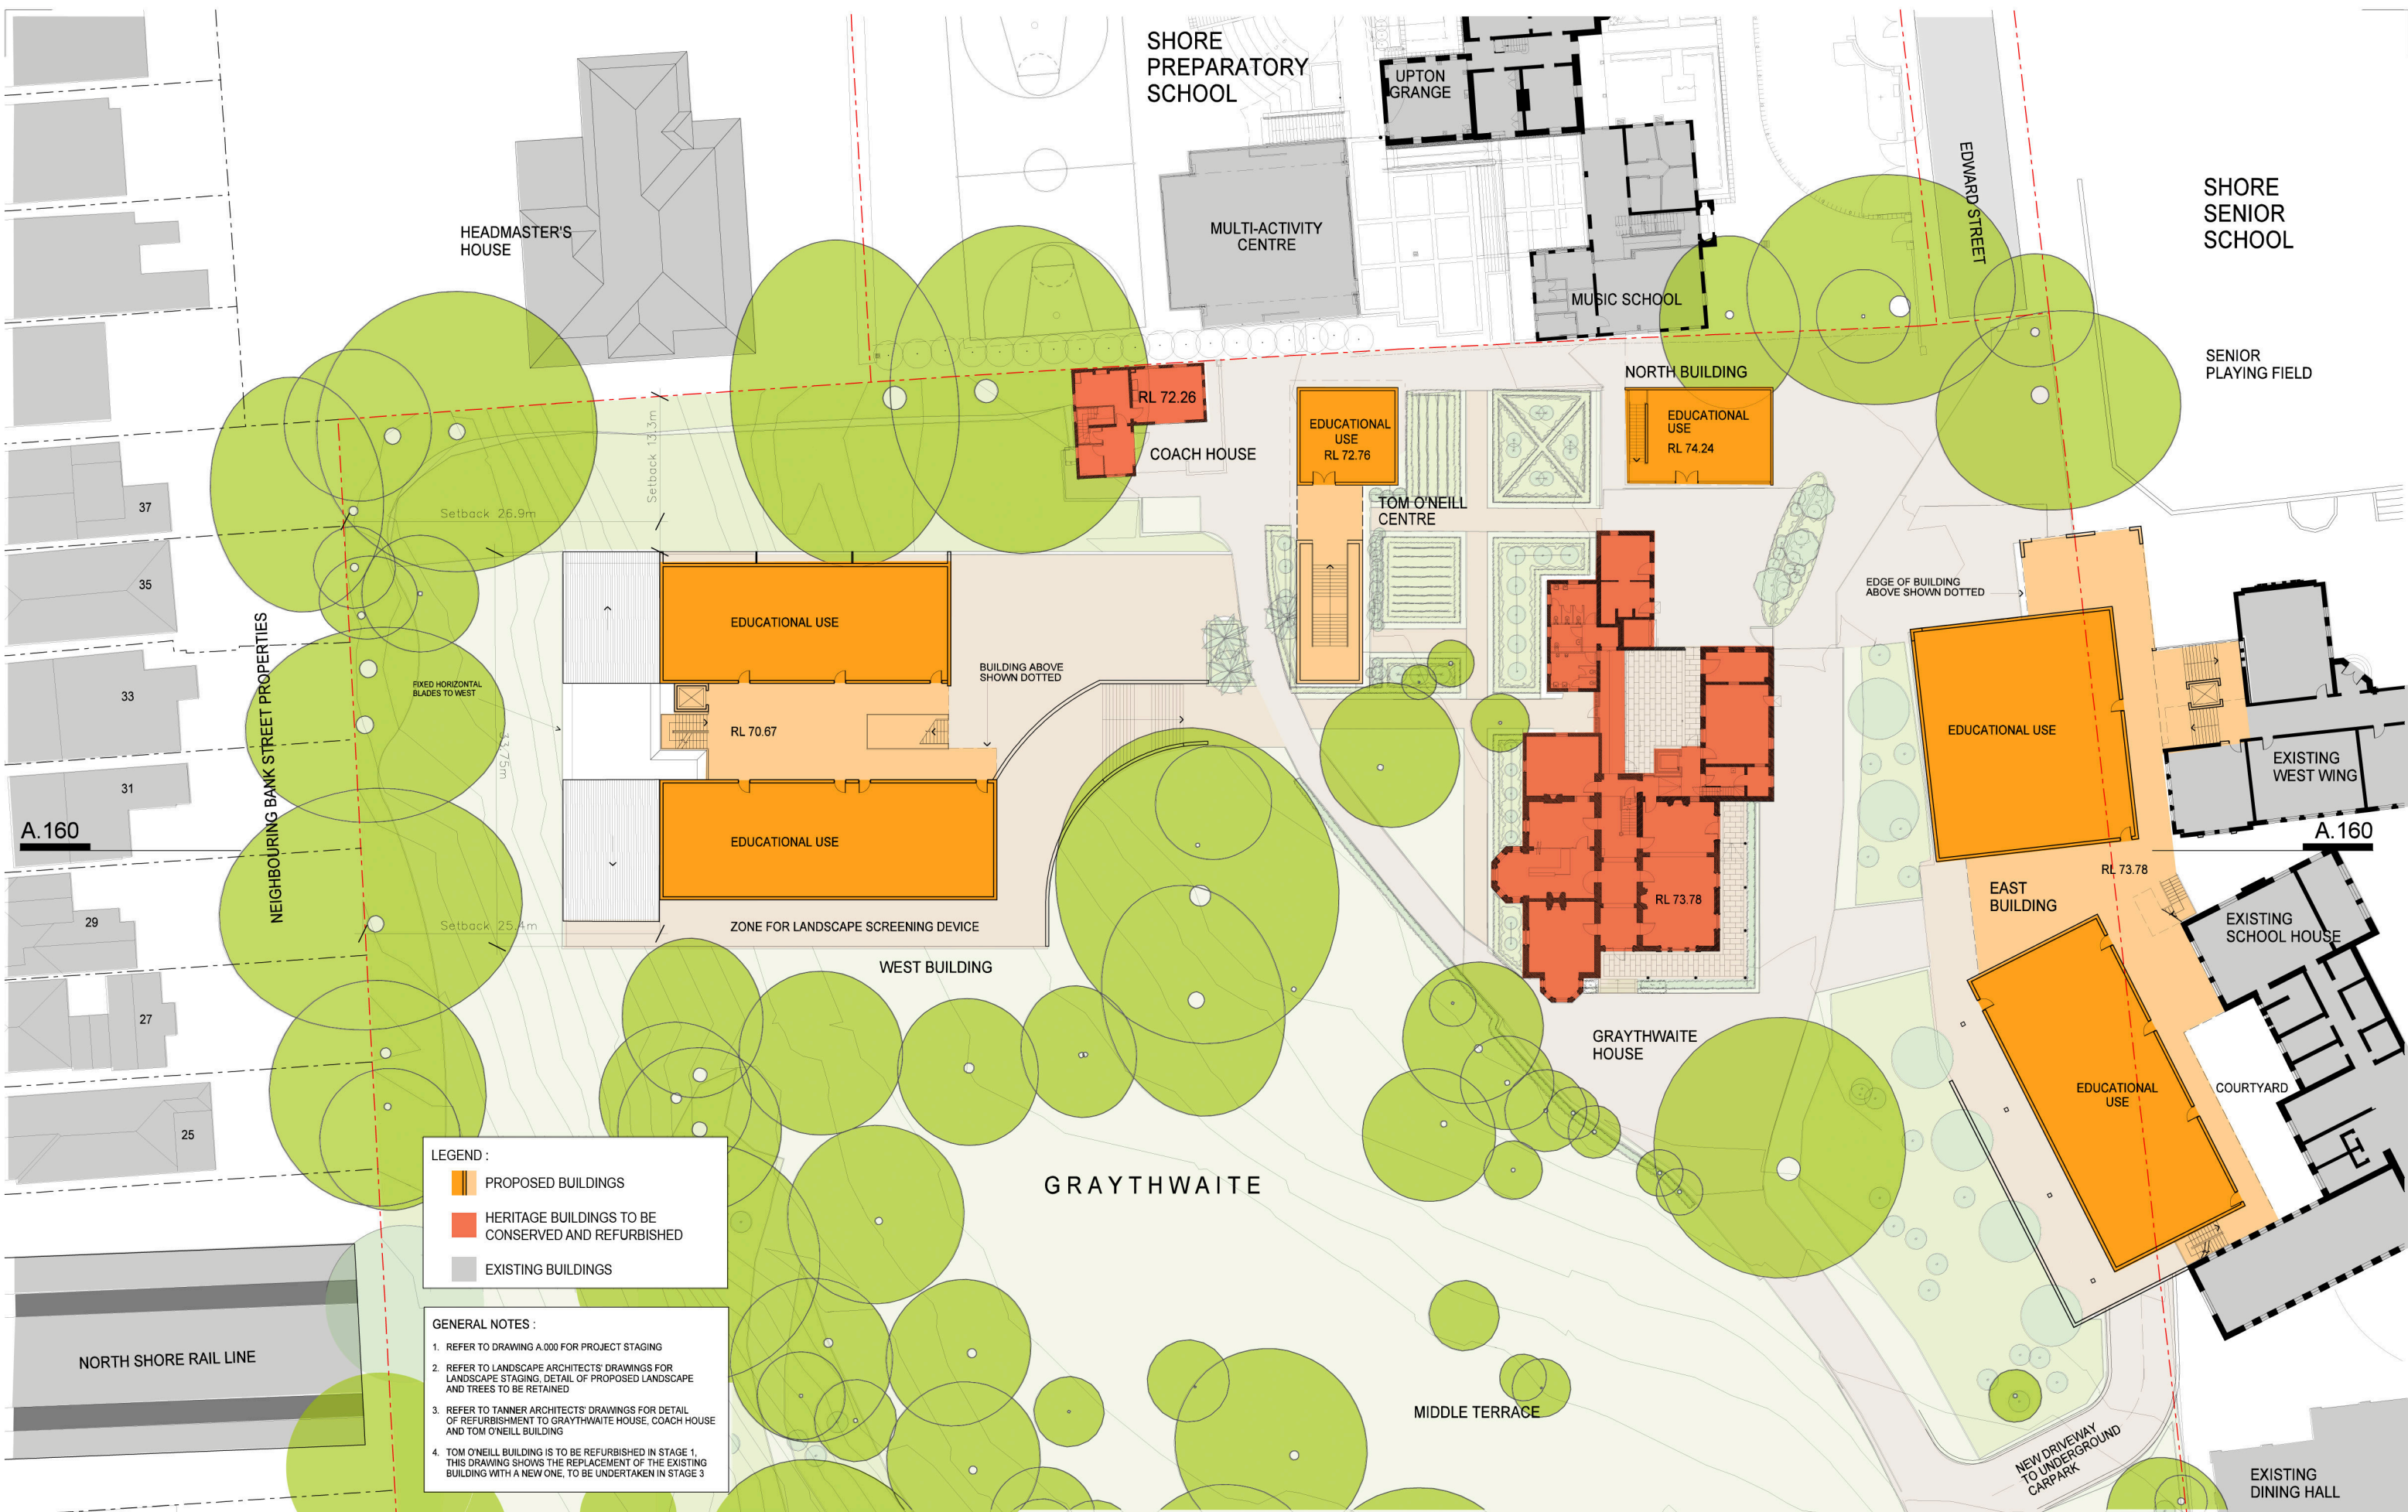 SHORE
PREPARATORY
SCHOOL
UPTON
GRANGE
EDWARD STREET
SHORE
SENIOR
SCHOOL
HEADMASTER'S
HOUSE
MULTI-ACTIVITY
CENTRE
MUSIC SCHOOL
SENIOR
PLAYING FIELD
NORTH BUILDING
RL 72.26
COACH HOUSE
EDUCATIONAL
USE
RL 72.76
EDUCATIONAL
USE
RL 74.24
Setback 13.3m
Setback 26.9m
TOM O'NEILL
CENTRE
37
35
33
31
29
27
25
NEIGHBOURING BANK STREET PROPERTIES
EDGE OF BUILDING
ABOVE SHOWN DOTTED
EDUCATIONAL USE
BUILDING ABOVE
SHOWN DOTTED
FIXED HORIZONTAL
BLADES TO WEST
RL 70.67
33.75m
EDUCATIONAL USE
EDUCATIONAL USE
EXISTING
WEST WING
A.160
A.160
RL 73.78
RL 73.78
EAST
BUILDING
EXISTING
SCHOOL HOUSE
Setback 25.4m
ZONE FOR LANDSCAPE SCREENING DEVICE
WEST BUILDING
GRAYTHWAITE
HOUSE
EDUCATIONAL
USE
COURTYARD
LEGEND :
PROPOSED BUILDINGS
HERITAGE BUILDINGS TO BE
CONSERVED AND REFURBISHED
EXISTING BUILDINGS
GRAYTHWAITE
GENERAL NOTES :
1. REFER TO DRAWING A.000 FOR PROJECT STAGING
2. REFER TO LANDSCAPE ARCHITECTS' DRAWINGS FOR
LANDSCAPE STAGING, DETAIL OF PROPOSED LANDSCAPE
AND TREES TO BE RETAINED
3. REFER TO TANNER ARCHITECTS' DRAWINGS FOR DETAIL
OF REFURBISHMENT TO GRAYTHWAITE HOUSE, COACH HOUSE
AND TOM O'NEILL BUILDING
4. TOM O'NEILL BUILDING IS TO BE REFURBISHED IN STAGE 1,
THIS DRAWING SHOWS THE REPLACEMENT OF THE EXISTING
BUILDING WITH A NEW ONE, TO BE UNDERTAKEN IN STAGE 3
NORTH SHORE RAIL LINE
MIDDLE TERRACE
NEW DRIVEWAY
TO UNDERGROUND
CARPARK
EXISTING
DINING HALL